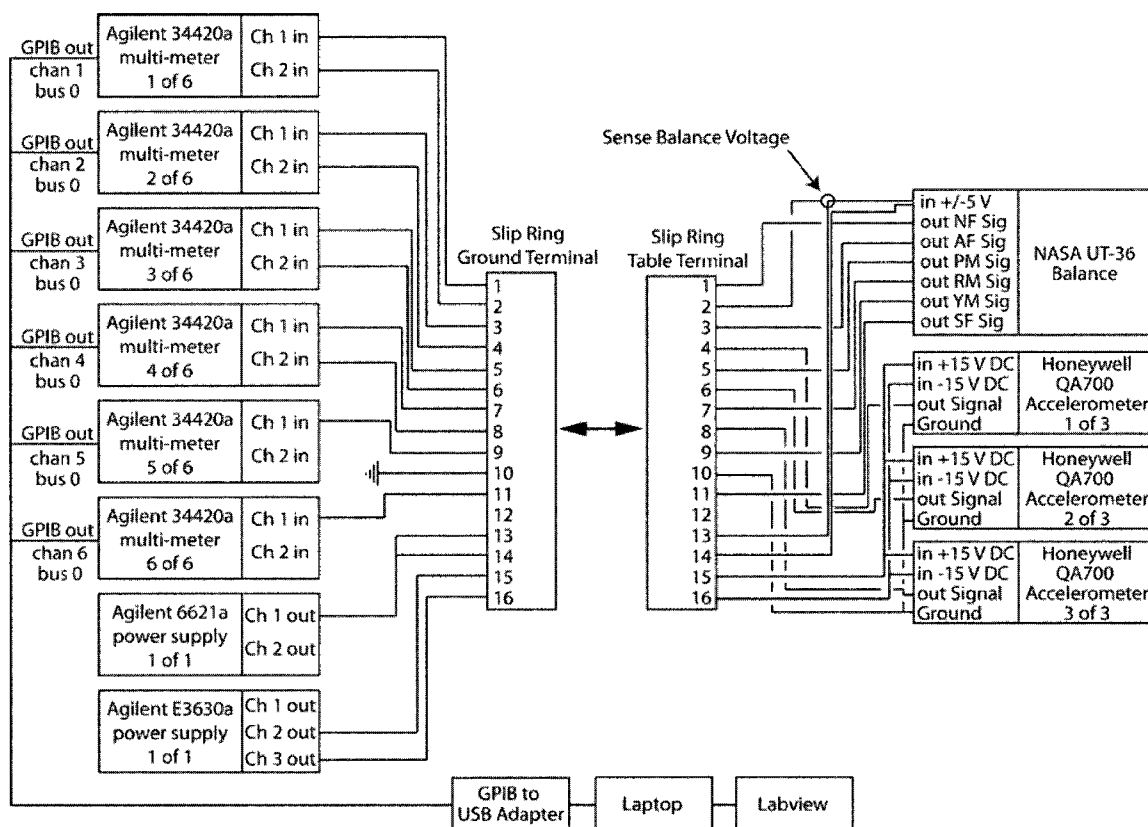 GPIB out
chan 1
bus 0
Agilent 34420a
multi-meter
1 of 6
Ch 1 in
Ch 2 in
GPIB out
chan 2
bus 0
Agilent 34420a
multi-meter
2 of 6
Ch 1 in
Ch 2 in
GPIB out
chan 3
bus 0
Agilent 34420a
multi-meter
3 of 6
Ch 1 in
Ch 2 in
GPIB out
chan 4
bus 0
Agilent 34420a
multi-meter
4 of 6
Ch 1 in
Ch 2 in
GPIB out
chan 5
bus 0
Agilent 34420a
multi-meter
5 of 6
Ch 1 in
Ch 2 in
GPIB out
chan 6
bus 0
Agilent 34420a
multi-meter
6 of 6
Ch 1 in
Ch 2 in
Agilent 6621a
power supply
1 of 1
Ch 1 out
Ch 2 out
Agilent E3630a
power supply
1 of 1
Ch 1 out
Ch 2 out
Ch 3 out
Slip Ring
Ground Terminal
1
2
3
4
5
6
7
8
9
10
11
12
13
14
15
16
Slip Ring
Table Terminal
1
2
3
4
5
6
7
8
9
10
11
12
13
14
15
16
Sense Balance Voltage
in +/-5 V
out NF Sig
out AF Sig
out PM Sig
out RM Sig
out YM Sig
out SF Sig
NASA UT-36
Balance
in +15 V DC
in -15 V DC
out Signal
Ground
Honeywell
QA700
Accelerometer
1 of 3
in +15 V DC
in -15 V DC
out Signal
Ground
Honeywell
QA700
Accelerometer
2 of 3
in +15 V DC
in -15 V DC
out Signal
Ground
Honeywell
QA700
Accelerometer
3 of 3
GPIB to
USB Adapter
Laptop
Labview